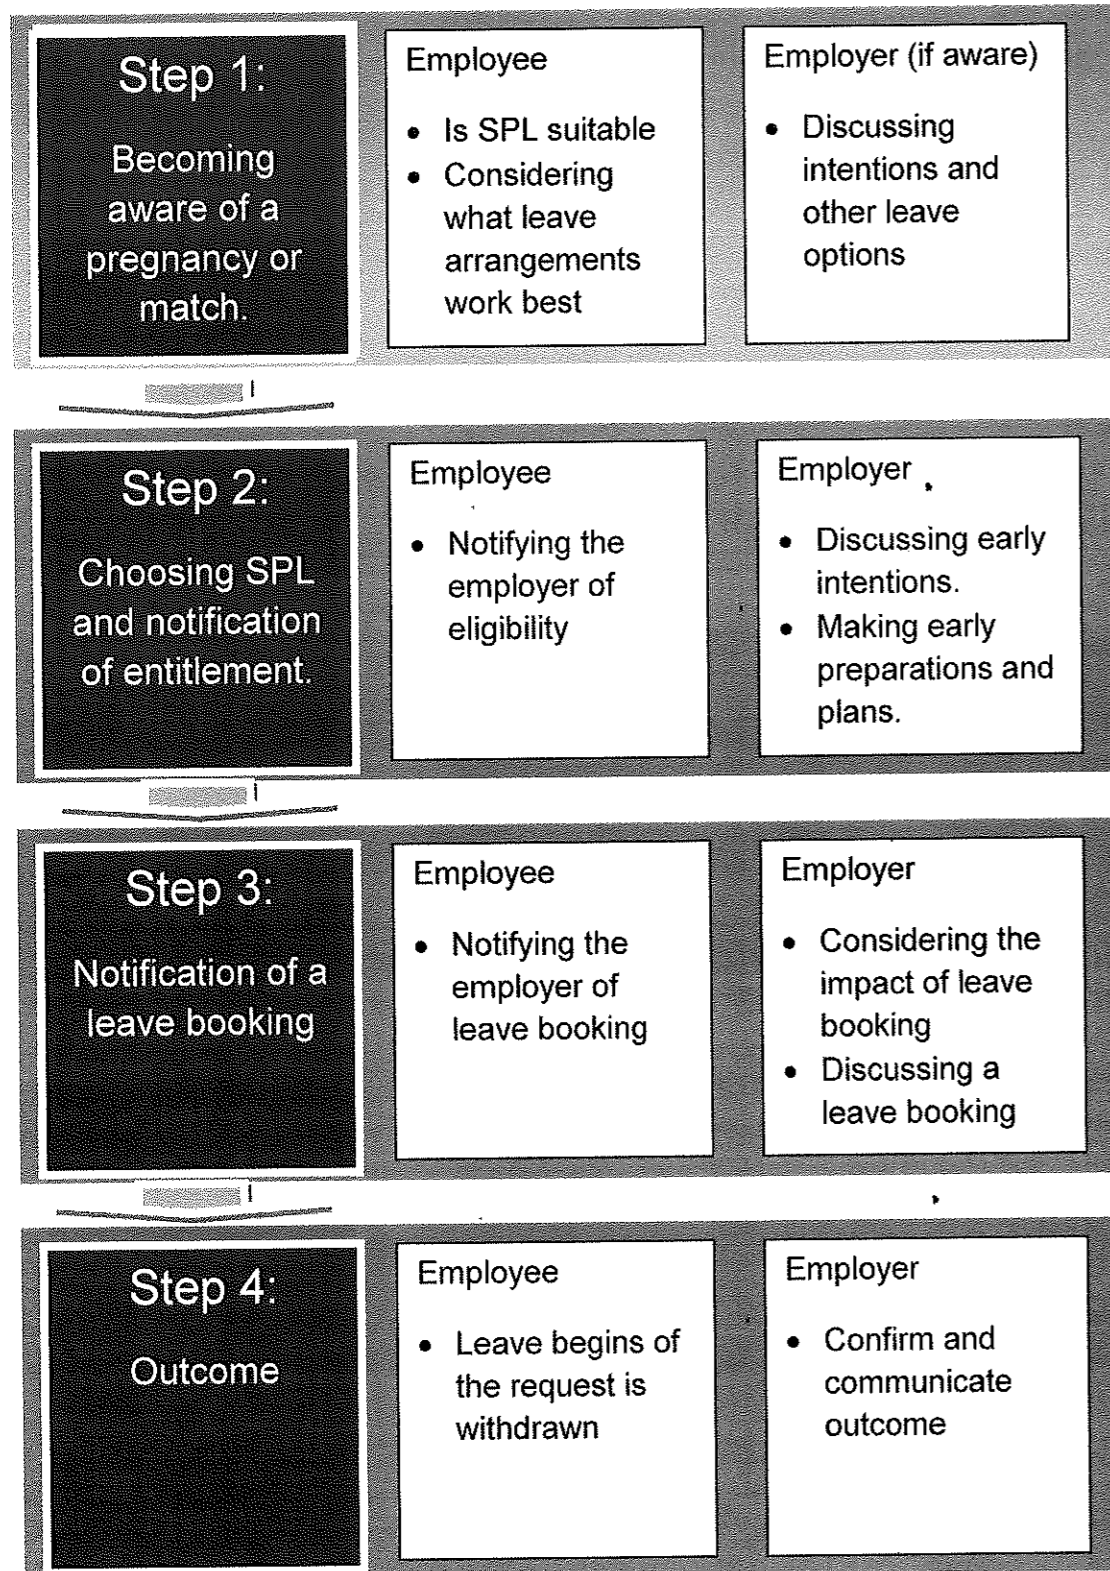 Step 1:
Becoming
aware of a
pregnancy or
match.
Employee
• Is SPL suitable
• Considering
what leave
arrangements
work best
Employer (if aware)
• Discussing
intentions and
other leave
options
Step 2:
Choosing SPL
and notification
of entitlement.
Employee
• Notifying the
employer of
eligibility
Employer
• Discussing early
intentions.
• Making early
preparations and
plans.
Step 3:
Notification of a
leave booking
Employee
• Notifying the
employer of
leave booking
Employer
• Considering the
impact of leave
booking
• Discussing a
leave booking
Step 4:
Outcome
Employee
• Leave begins of
the request is
withdrawn
Employer
• Confirm and
communicate
outcome